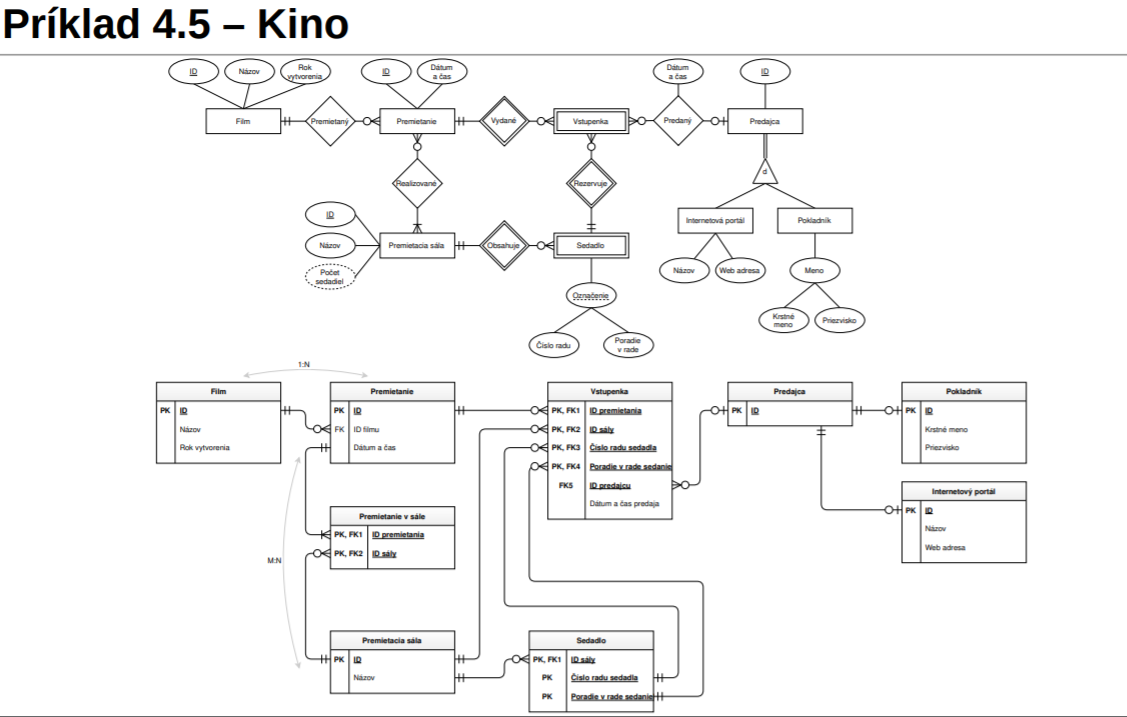 Príklad 4.5 – Kino
ID
Názov
Rok
vytvorenia
ID
Dátum
a čas
Dátum
a čas
ID
Film
Premietaný
Premietanie
Vydané
Vstupenka
Predaný
Predajca
Realizované
Rezervuje
d
ID
Názov
Počet
sedadiel
Premietacia sála
Obsahuje
Sedadlo
Internetová portál
Pokladník
Názov
Web adresa
Meno
Označenie
Krstné
meno
Priezvisko
Číslo radu
Poradie
v rade
1:N
Film
PK ID
Názov
Rok vytvorenia
Premietanie
PK ID
FK ID filmu
Dátum a čas
Vstupenka
PK, FK1 ID premietania
PK, FK2 ID sály
PK, FK3 Číslo radu sedadla
PK, FK4 Poradie v rade sedanie
FK5 ID predajcu
Dátum a čas predaja
Predajca
PK ID
Pokladník
PK ID
Krstné meno
Priezvisko
Internetový portál
PK ID
Názov
Web adresa
Premietanie v sále
PK, FK1 ID premietania
PK, FK2 ID sály
M:N
Premietacia sála
PK ID
Názov
Sedadlo
PK, FK1 ID sály
PK Číslo radu sedadla
PK Poradie v rade sedanie